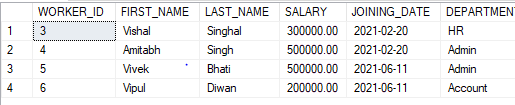 WORKER_ID FIRST_NAME LAST_NAME SALARY JOINING_DATE DEPARTMENT
1 3 Vishal Singhal 300000.00 2021-02-20 HR
2 4 Amitabh Singh 500000.00 2021-02-20 Admin
3 5 Vivek Bhati 500000.00 2021-06-11 Admin
4 6 Vipul Diwan 200000.00 2021-06-11 Account